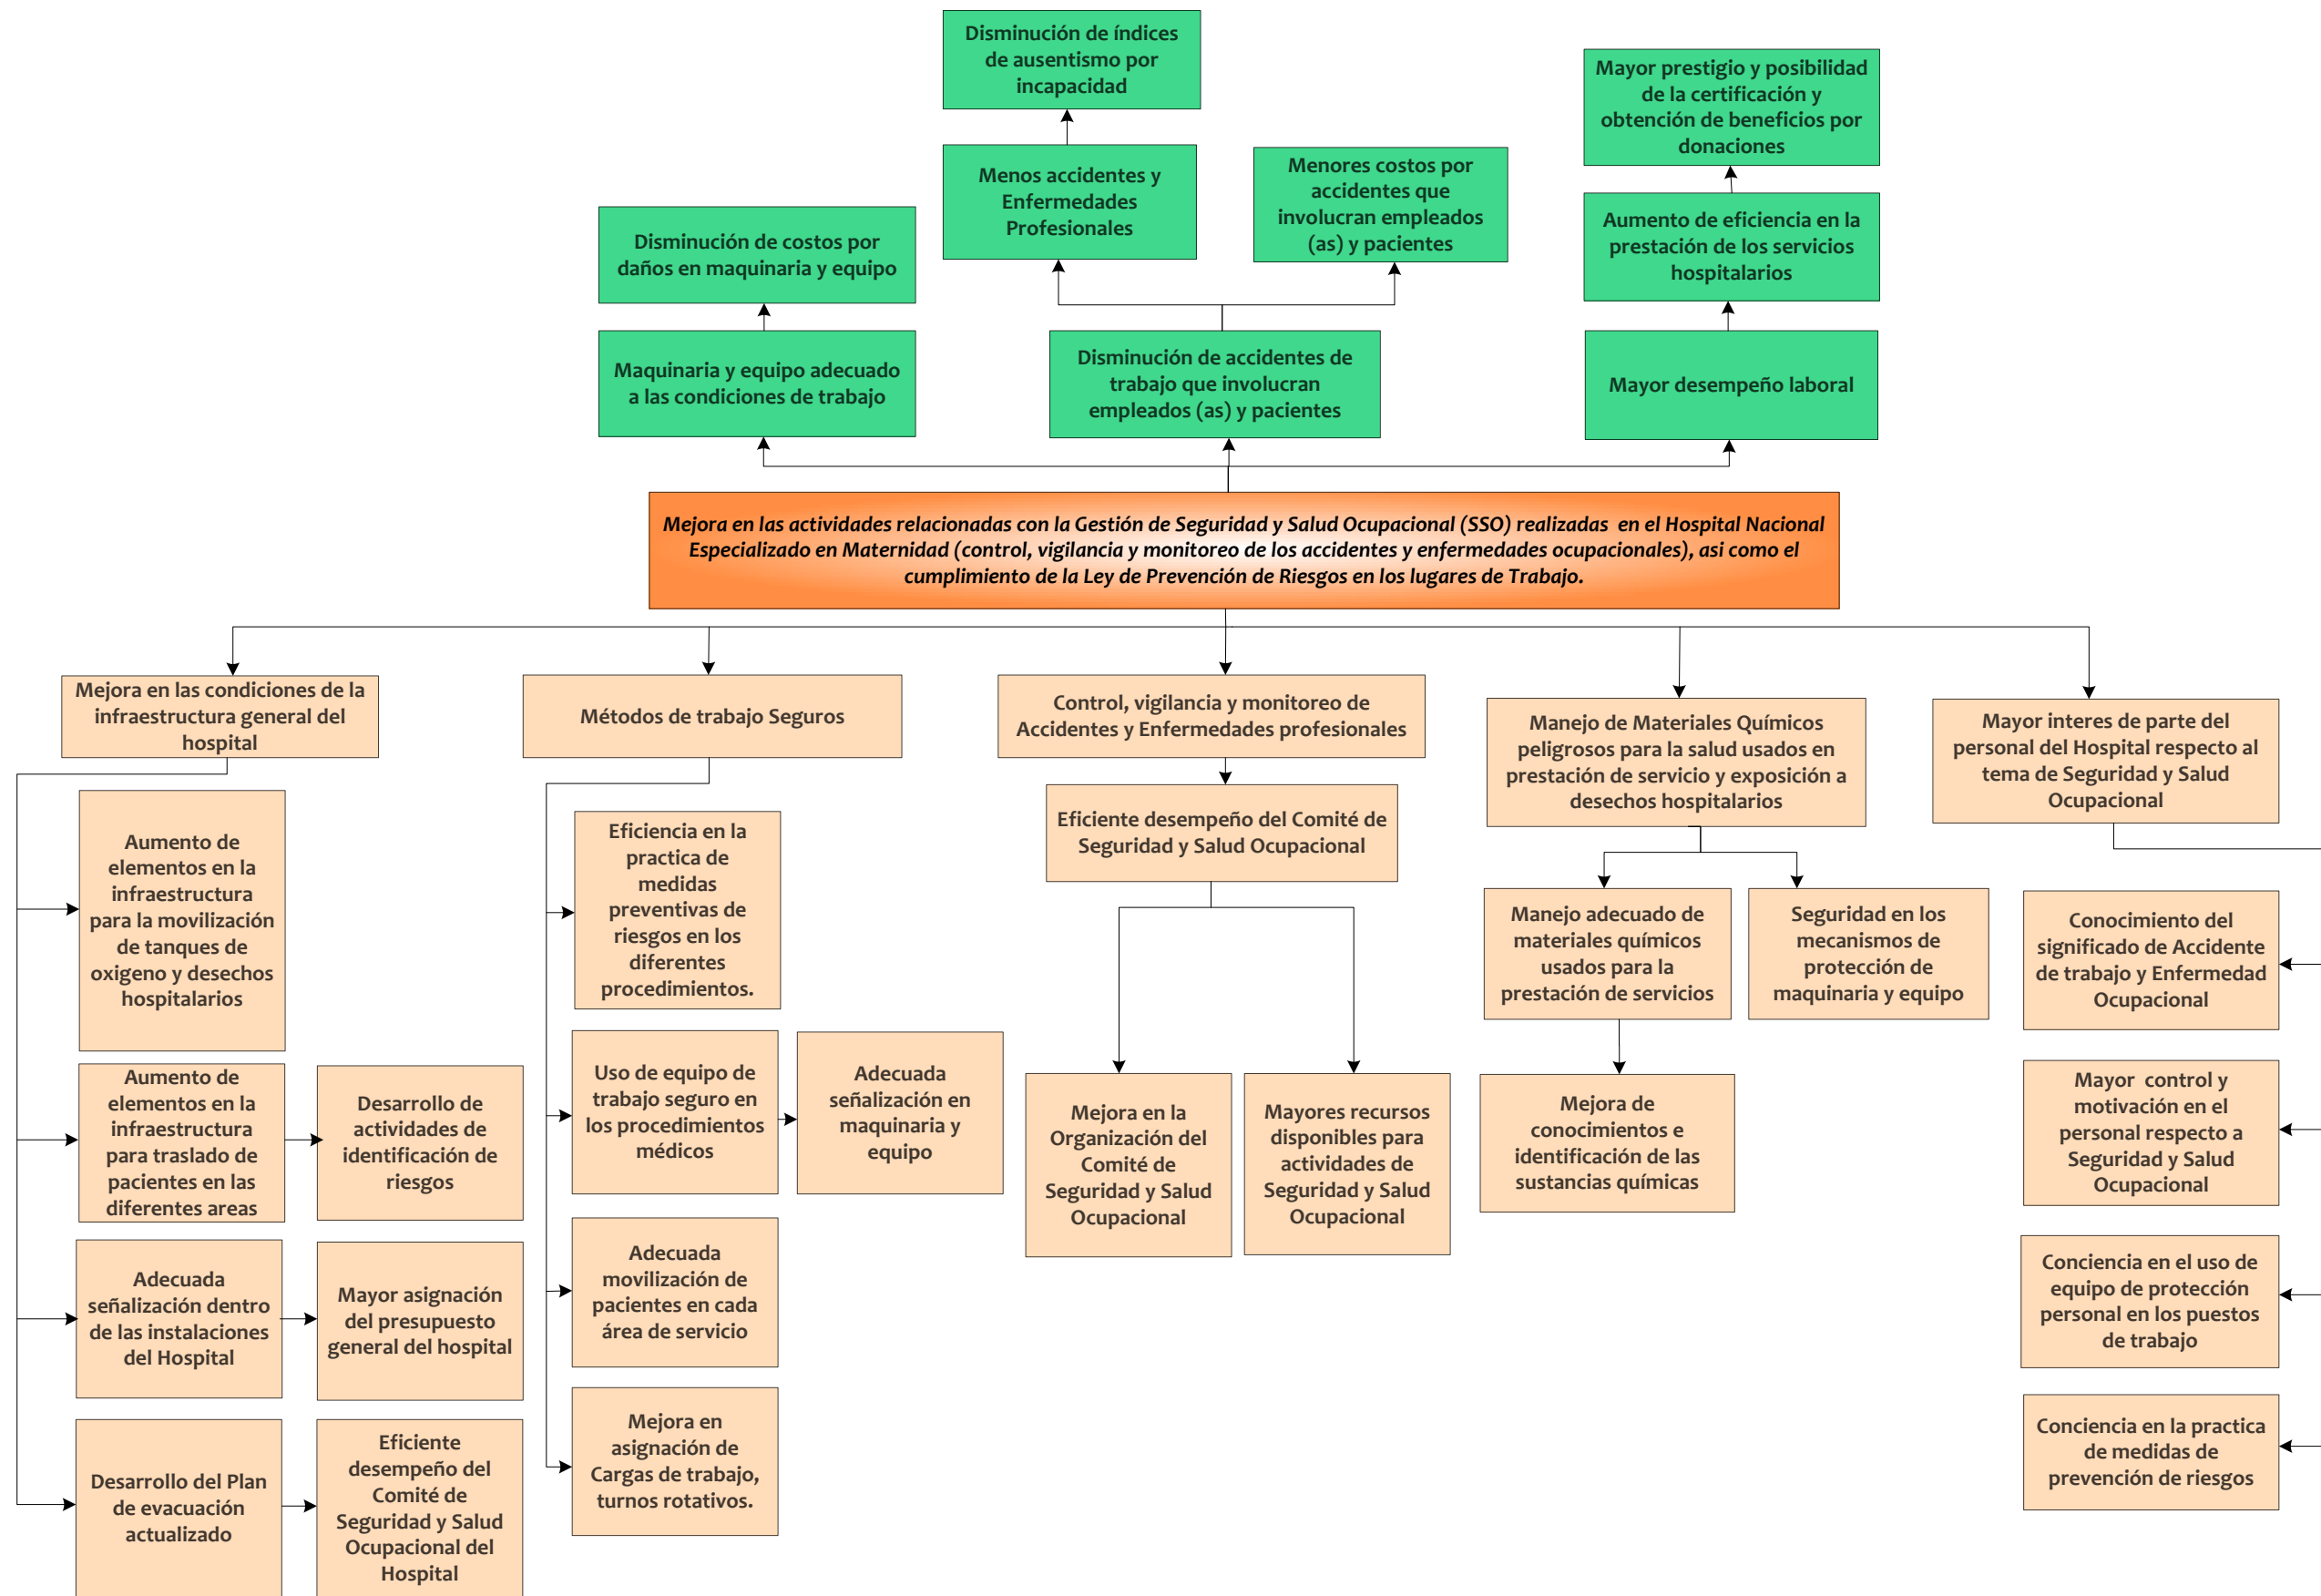 Disminución de índices
de ausentismo por
incapacidad
Mayor prestigio y posibilidad
de la certificación y
obtención de beneficios por
donaciones
Menos accidentes y
Enfermedades
Profesionales
Menores costos por
accidentes que
involucran empleados
(as) y pacientes
Aumento de eficiencia en la
prestación de los servicios
hospitalarios
Disminución de costos por
daños en maquinaria y equipo
Maquinaria y equipo adecuado
a las condiciones de trabajo
Disminución de accidentes de
trabajo que involucran
empleados (as) y pacientes
Mayor desempeño laboral
Mejora en las actividades relacionadas con la Gestión de Seguridad y Salud Ocupacional (SSO) realizadas en el Hospital Nacional
Especializado en Maternidad (control, vigilancia y monitoreo de los accidentes y enfermedades ocupacionales), asi como el
cumplimiento de la Ley de Prevención de Riesgos en los lugares de Trabajo.
Mejora en las condiciones de la
infraestructura general del
hospital
Métodos de trabajo Seguros
Control, vigilancia y monitoreo de
Accidentes y Enfermedades profesionales
Manejo de Materiales Químicos
peligrosos para la salud usados en
prestación de servicio y exposición a
desechos hospitalarios
Mayor interes de parte del
personal del Hospital respecto al
tema de Seguridad y Salud
Ocupacional
Aumento de
elementos en la
infraestructura
para la movilización
de tanques de
oxigeno y desechos
hospitalarios
Eficiencia en la
practica de
medidas
preventivas de
riesgos en los
diferentes
procedimientos.
Eficiente desempeño del Comité de
Seguridad y Salud Ocupacional
Manejo adecuado de
materiales químicos
usados para la
prestación de servicios
Seguridad en los
mecanismos de
protección de
maquinaria y equipo
Conocimiento del
significado de Accidente
de trabajo y Enfermedad
Ocupacional
Aumento de
elementos en la
infraestructura
para traslado de
pacientes en las
diferentes areas
Desarrollo de
actividades de
identificación de
riesgos
Uso de equipo de
trabajo seguro en
los procedimientos
médicos
Adecuada
señalización en
maquinaria y
equipo
Mejora en la
Organización del
Comité de
Seguridad y Salud
Ocupacional
Mayores recursos
disponibles para
actividades de
Seguridad y Salud
Ocupacional
Mejora de
conocimientos e
identificación de las
sustancias químicas
Mayor control y
motivación en el
personal respecto a
Seguridad y Salud
Ocupacional
Adecuada
señalización dentro
de las instalaciones
del Hospital
Mayor asignación
del presupuesto
general del hospital
Adecuada
movilización de
pacientes en cada
área de servicio
Conciencia en el uso de
equipo de protección
personal en los puestos
de trabajo
Desarrollo del Plan
de evacuación
actualizado
Eficiente
desempeño del
Comité de
Seguridad y Salud
Ocupacional del
Hospital
Mejora en
asignación de
Cargas de trabajo,
turnos rotativos.
Conciencia en la practica
de medidas de
prevención de riesgos